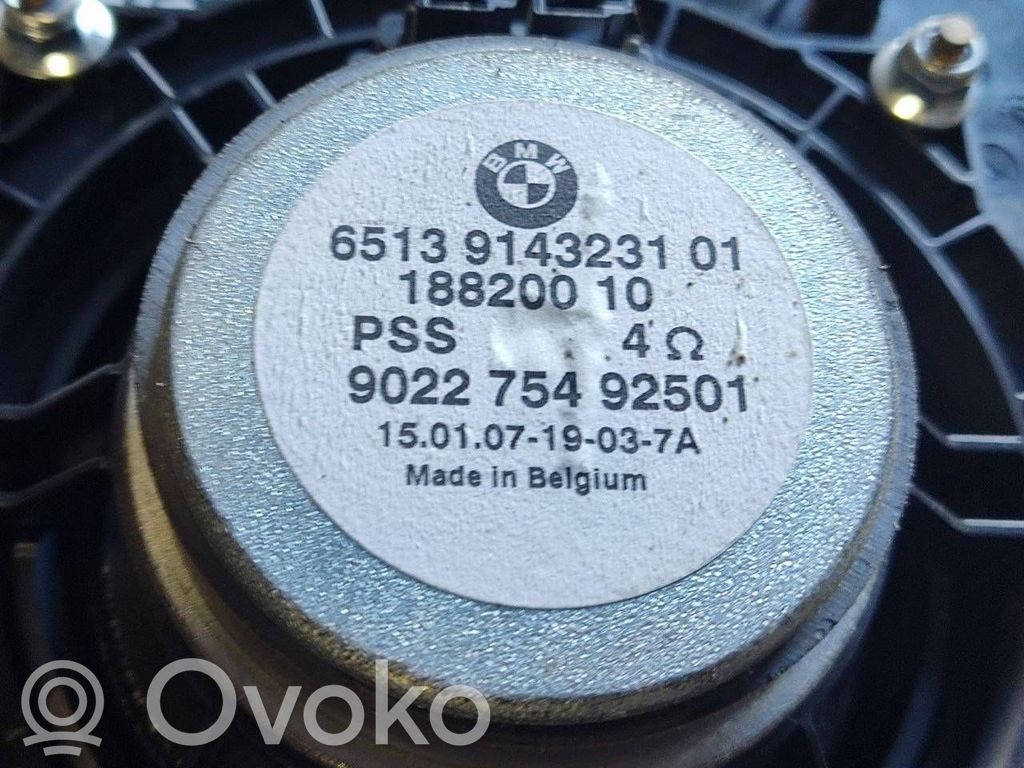 BMW
6513 9143231 01
188200 10
PSS 4 Ω
9022 754 92501
15.01.07-19-03-7A
Made in Belgium
Ovoko